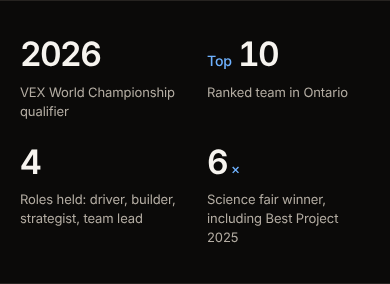 2026
VEX World Championship
qualifier
Top 10
Ranked team in Ontario
4
Roles held: driver, builder,
strategist, team lead
6×
Science fair winner,
including Best Project
2025